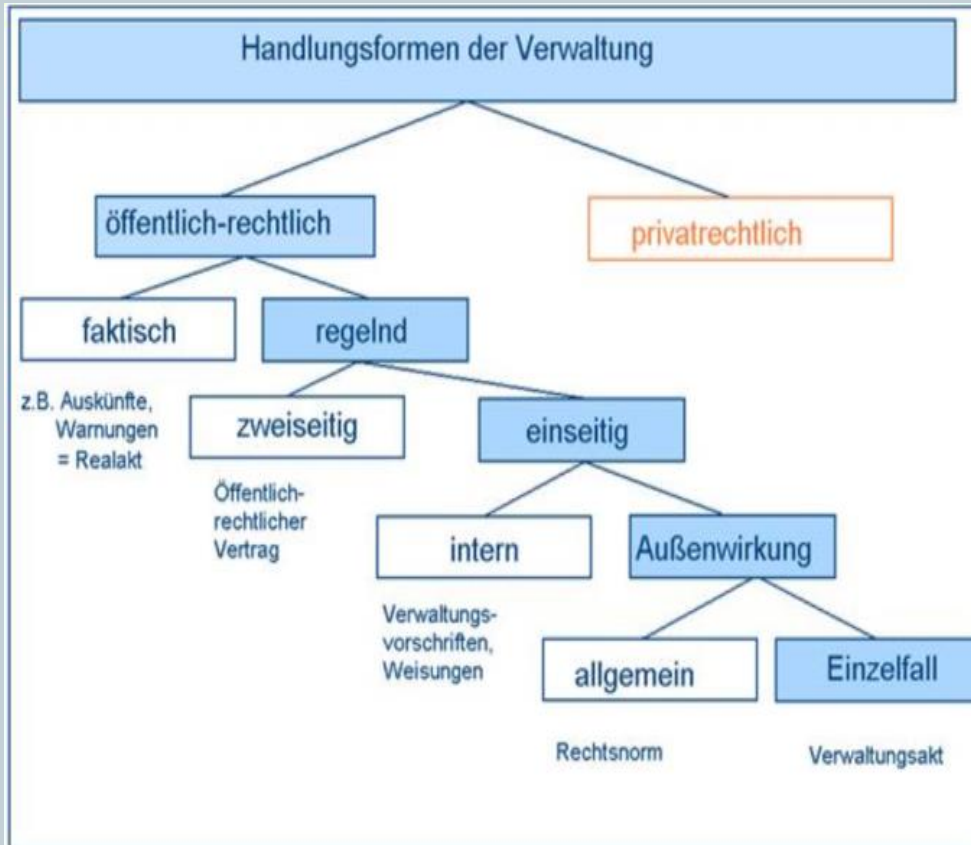 Handlungsformen der Verwaltung
öffentlich-rechtlich
privatrechtlich
faktisch
regelnd
z.B. Auskünfte,
Warnungen
= Realakt
zweiseitig
einseitig
Öffentlich-
rechtlicher
Vertrag
intern
Außenwirkung
Verwaltungs-
vorschriften,
Weisungen
allgemein
Einzelfall
Rechtsnorm
Verwaltungsakt